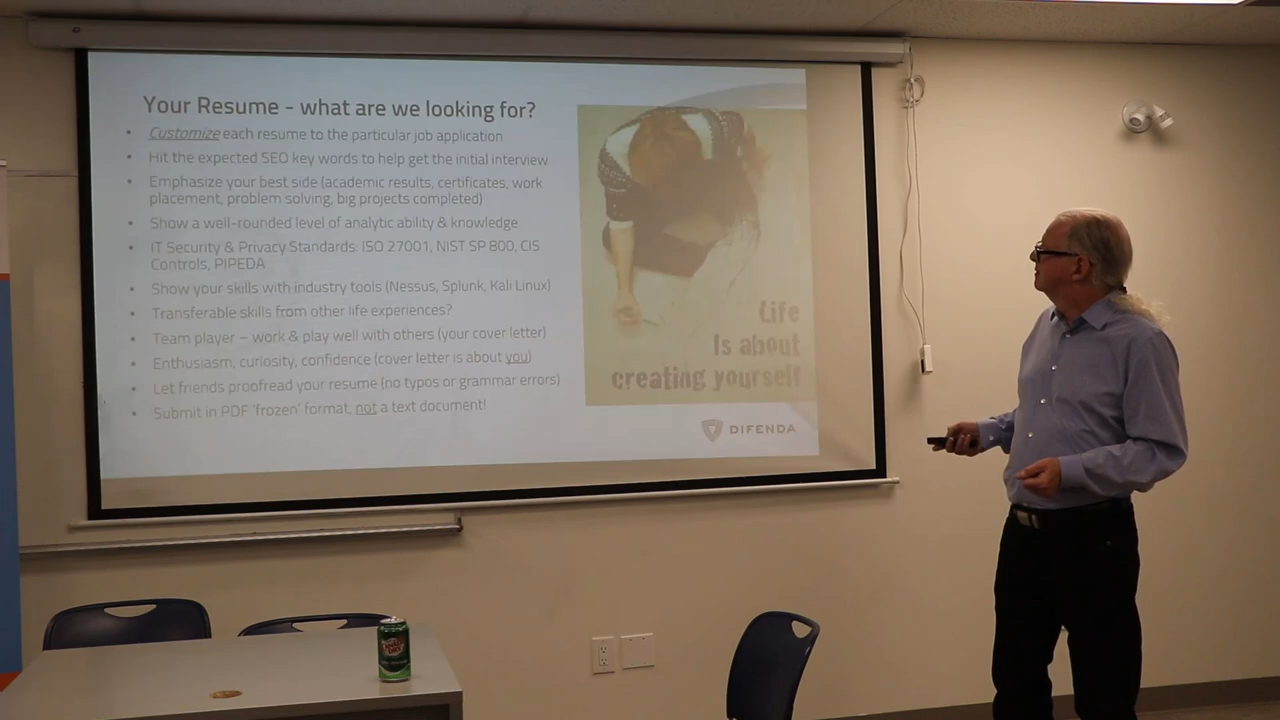 Your Resume - what are we looking for?
• Customize each resume to the particular job application
• Hit the expected SEO key words to help get the initial interview
• Emphasize your best side (academic results, certificates, work
placement, problem solving, big projects completed)
• Show a well-rounded level of analytic ability & knowledge
• IT Security & Privacy Standards: ISO 27001, NIST SP 800, CIS
Controls, PIPEDA
• Show your skills with industry tools (Nessus, Splunk, Kali Linux)
• Transferable skills from other life experiences?
• Team player – work & play well with others (your cover letter)
• Enthusiasm, curiosity, confidence (cover letter is about you)
• Let friends proofread your resume (no typos or grammar errors)
• Submit in PDF 'frozen' format, not a text document!
Life
Is about
creating yourself
DIFENDA
CANADA
DRY